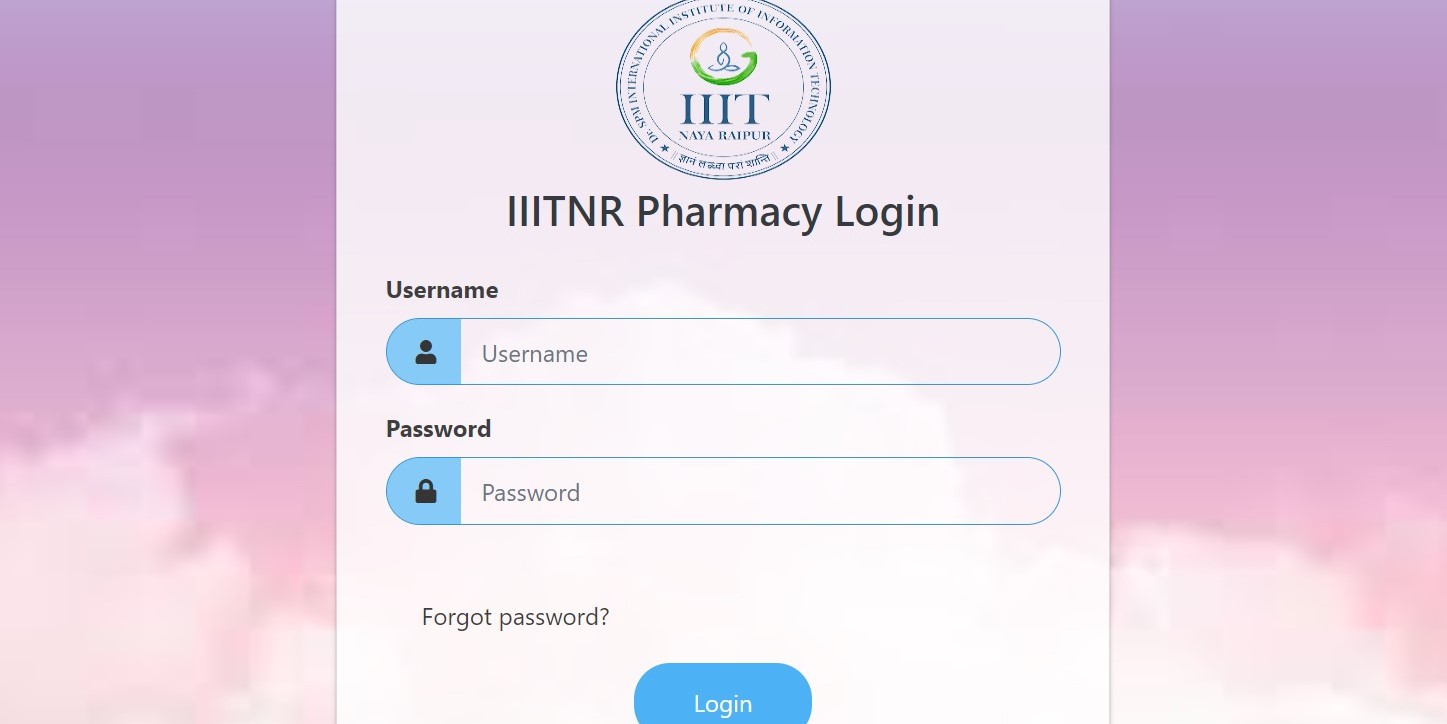 Dr. SPM INTERNATIONAL INSTITUTE OF INFORMATION TECHNOLOGY
IIIT
NAYA RAIPUR
★ || ज्ञानं लब्ध्वा परां शान्तिं || ★
IIITNR Pharmacy Login
Username
Username
Password
Password
Forgot password?
Login